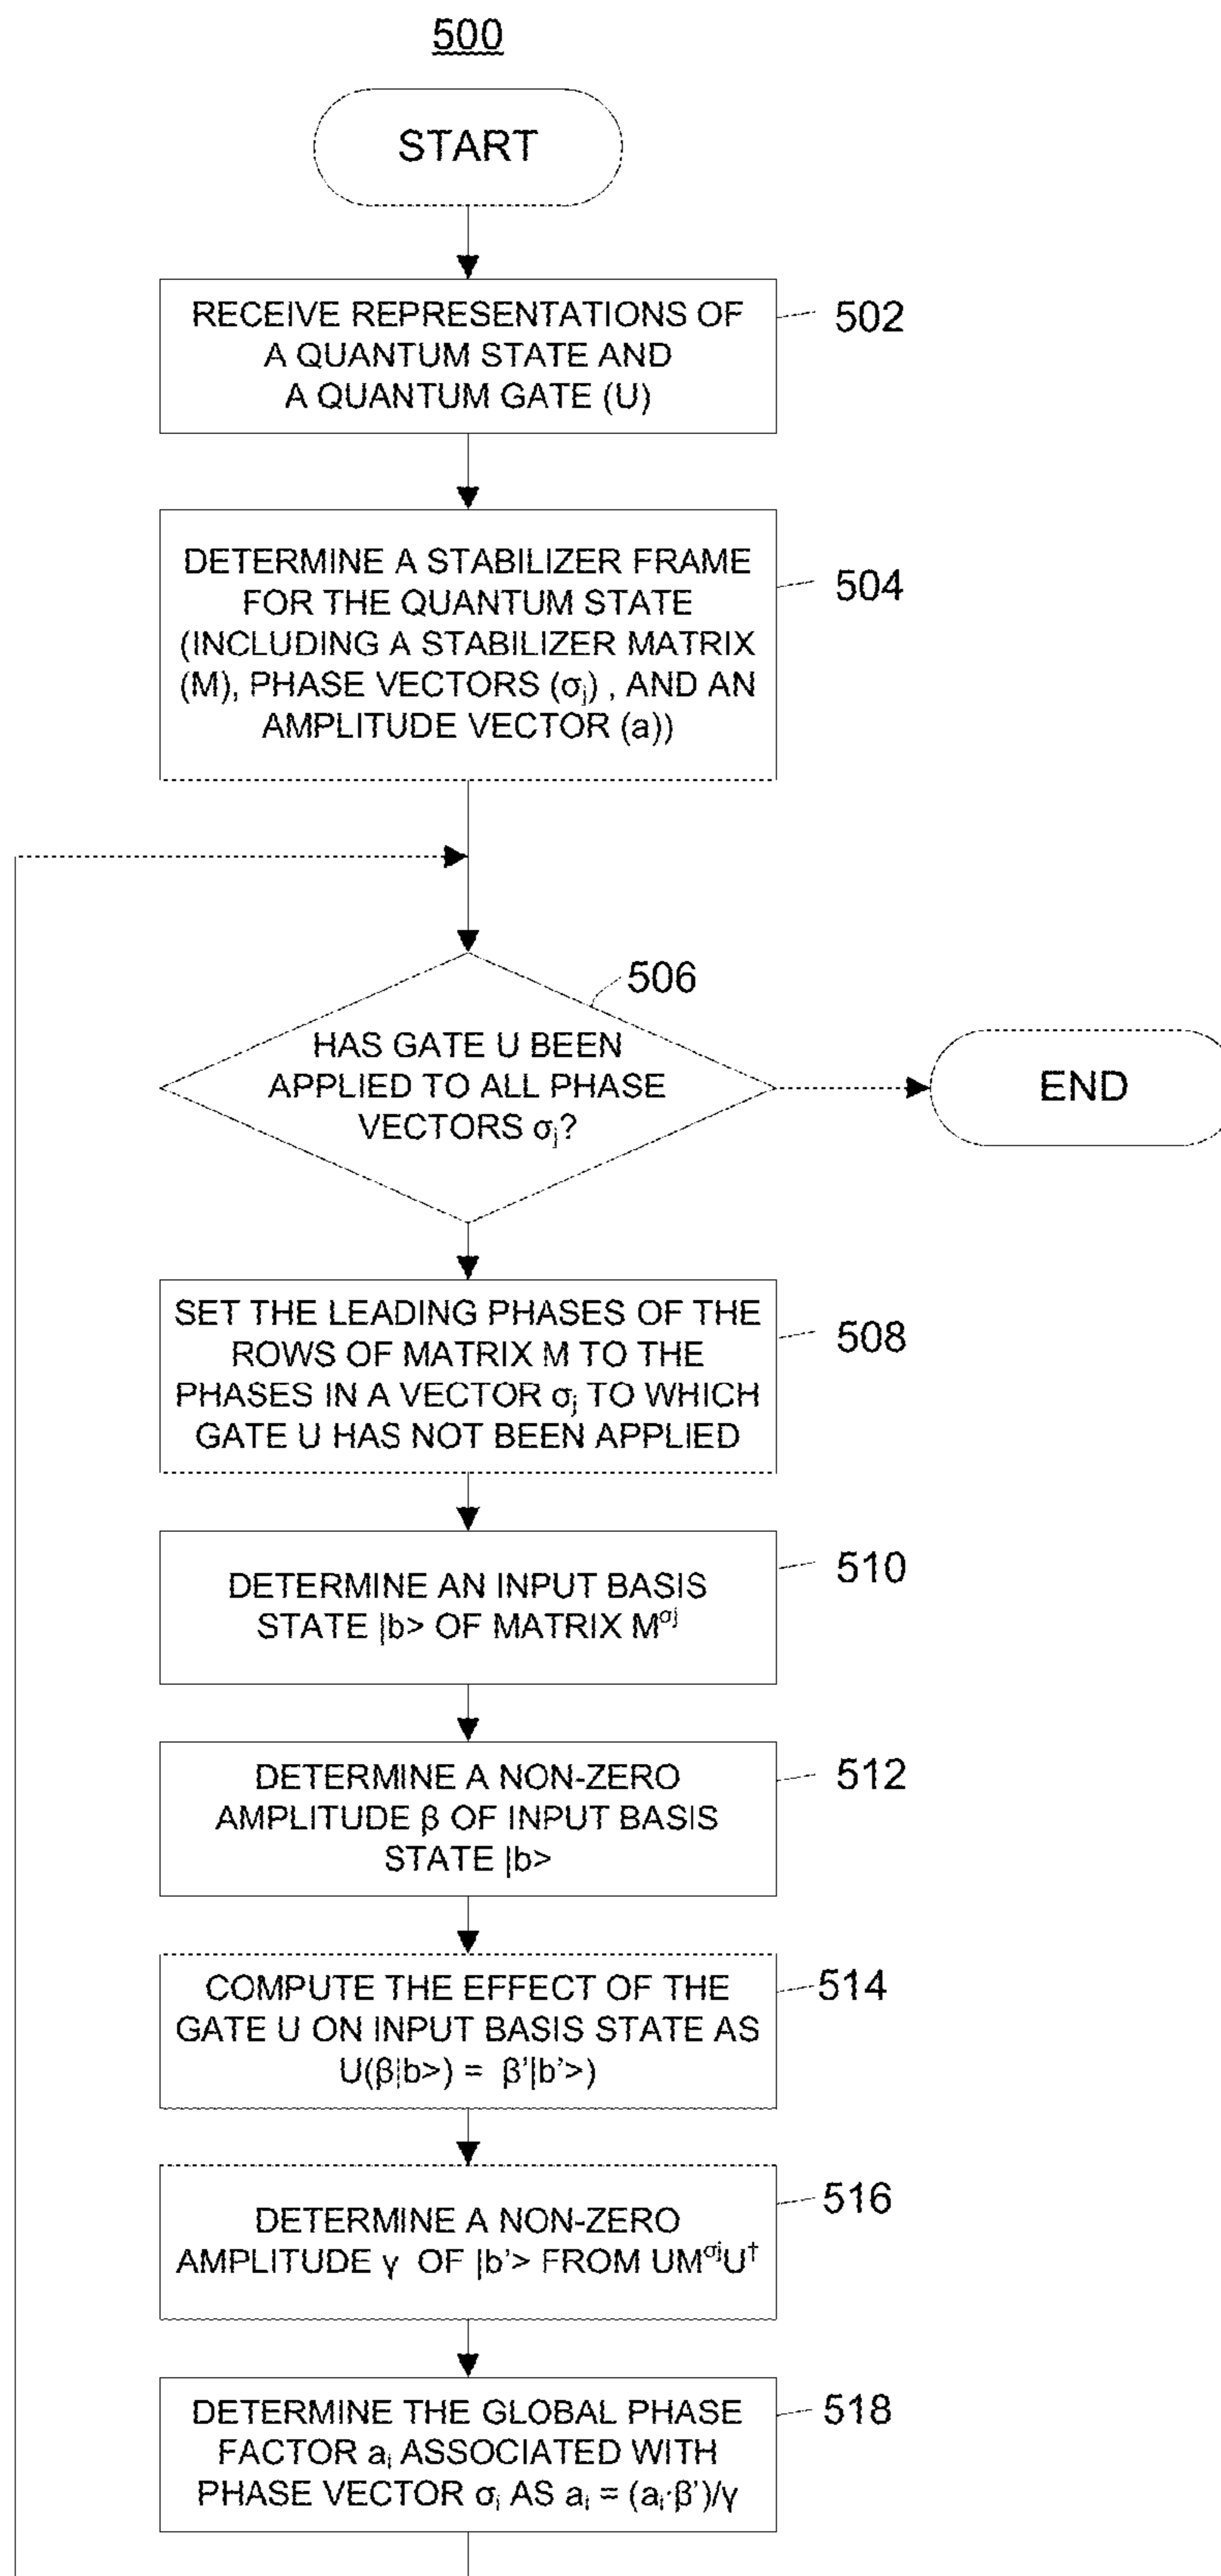 500
START
RECEIVE REPRESENTATIONS OF
A QUANTUM STATE AND
A QUANTUM GATE (U)
502
DETERMINE A STABILIZER FRAME
FOR THE QUANTUM STATE
(INCLUDING A STABILIZER MATRIX
(M), PHASE VECTORS (σⱼ) , AND AN
AMPLITUDE VECTOR (a))
504
506
HAS GATE U BEEN
APPLIED TO ALL PHASE
VECTORS σⱼ?
END
SET THE LEADING PHASES OF THE
ROWS OF MATRIX M TO THE
PHASES IN A VECTOR σⱼ TO WHICH
GATE U HAS NOT BEEN APPLIED
508
DETERMINE AN INPUT BASIS
STATE |b> OF MATRIX M^σj
510
DETERMINE A NON-ZERO
AMPLITUDE β OF INPUT BASIS
STATE |b>
512
COMPUTE THE EFFECT OF THE
GATE U ON INPUT BASIS STATE AS
U(β|b>) = β'|b'>)
514
DETERMINE A NON-ZERO
AMPLITUDE γ OF |b'> FROM UM^σjU†
516
DETERMINE THE GLOBAL PHASE
FACTOR aᵢ ASSOCIATED WITH
PHASE VECTOR σᵢ AS aᵢ = (aᵢ·β')/γ
518